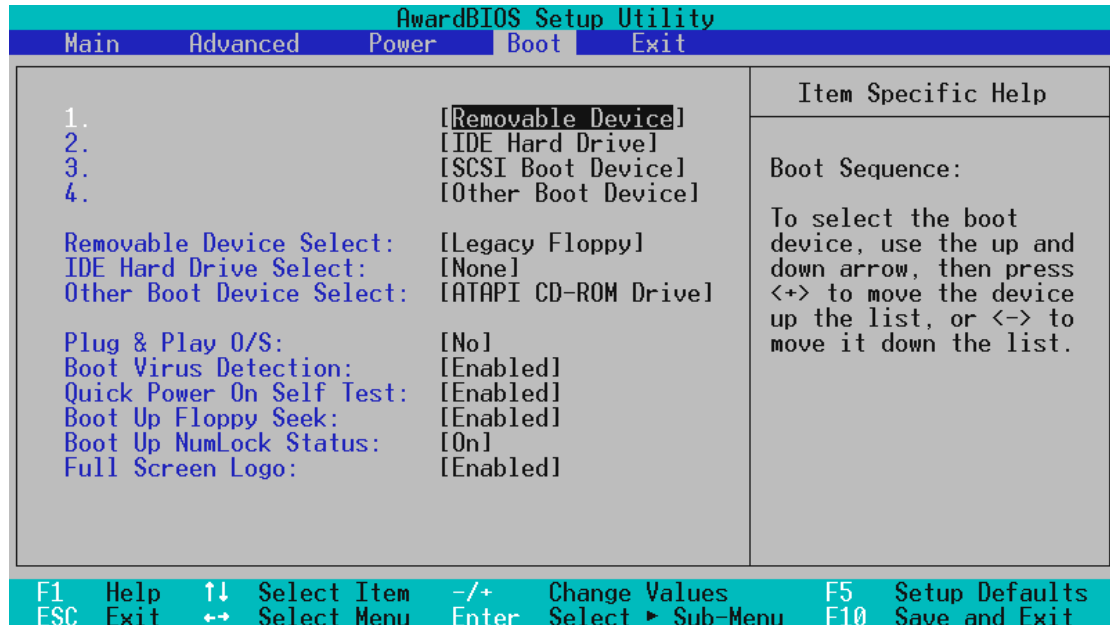 AwardBIOS Setup Utility
Main Advanced Power Boot Exit
Item Specific Help
1. [Removable Device]
2. [IDE Hard Drive]
3. [SCSI Boot Device]
4. [Other Boot Device]
Removable Device Select: [Legacy Floppy]
IDE Hard Drive Select: [None]
Other Boot Device Select: [ATAPI CD-ROM Drive]
Plug & Play O/S: [No]
Boot Virus Detection: [Enabled]
Quick Power On Self Test: [Enabled]
Boot Up Floppy Seek: [Enabled]
Boot Up NumLock Status: [On]
Full Screen Logo: [Enabled]
Boot Sequence:
To select the boot
device, use the up and
down arrow, then press
<+> to move the device
up the list, or <-> to
move it down the list.
F1 Help ↑↓ Select Item -/+ Change Values F5 Setup Defaults
ESC Exit ←→ Select Menu Enter Select ► Sub-Menu F10 Save and Exit